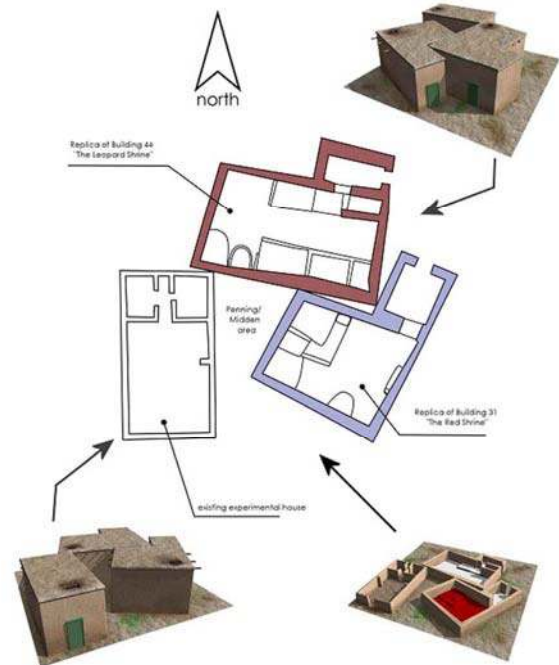 north
Replica of Building 44
"The Leopard Shrine"
Penning/
Midden
area
Replica of Building 31
"The Red Shrine"
existing experimental house